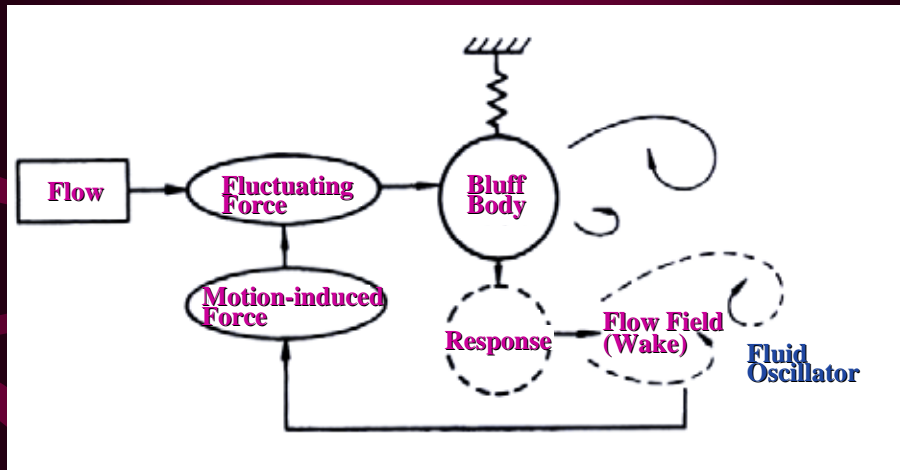 Flow
Fluctuating
Force
Bluff
Body
Motion-induced
Force
Response
Flow Field
(Wake)
Fluid
Oscillator